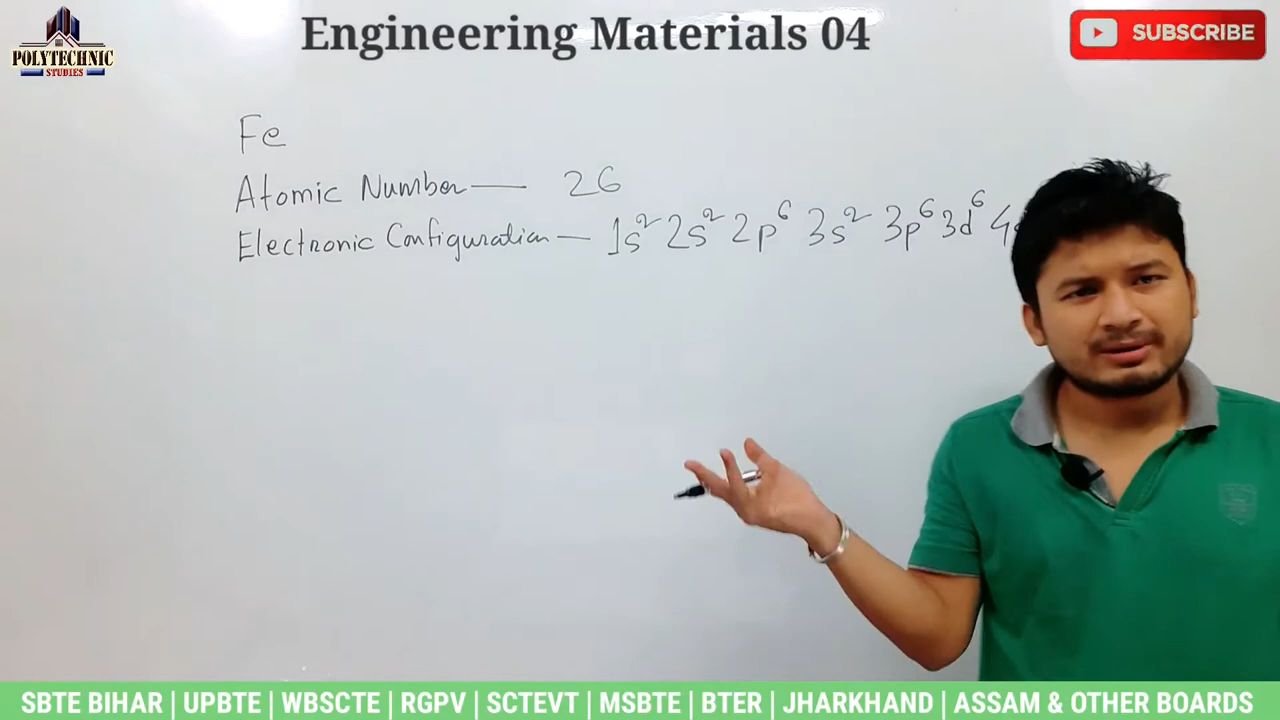 Engineering Materials 04
POLYTECHNIC
STUDIES
SUBSCRIBE
Fe
Atomic Number — 26
Electronic Configuration — 1s² 2s² 2p⁶ 3s² 3p⁶ 3d⁶ 4
SBTE BIHAR | UPBTE | WBSCTE | RGPV | SCTEVT | MSBTE | BTER | JHARKHAND | ASSAM & OTHER BOARDS